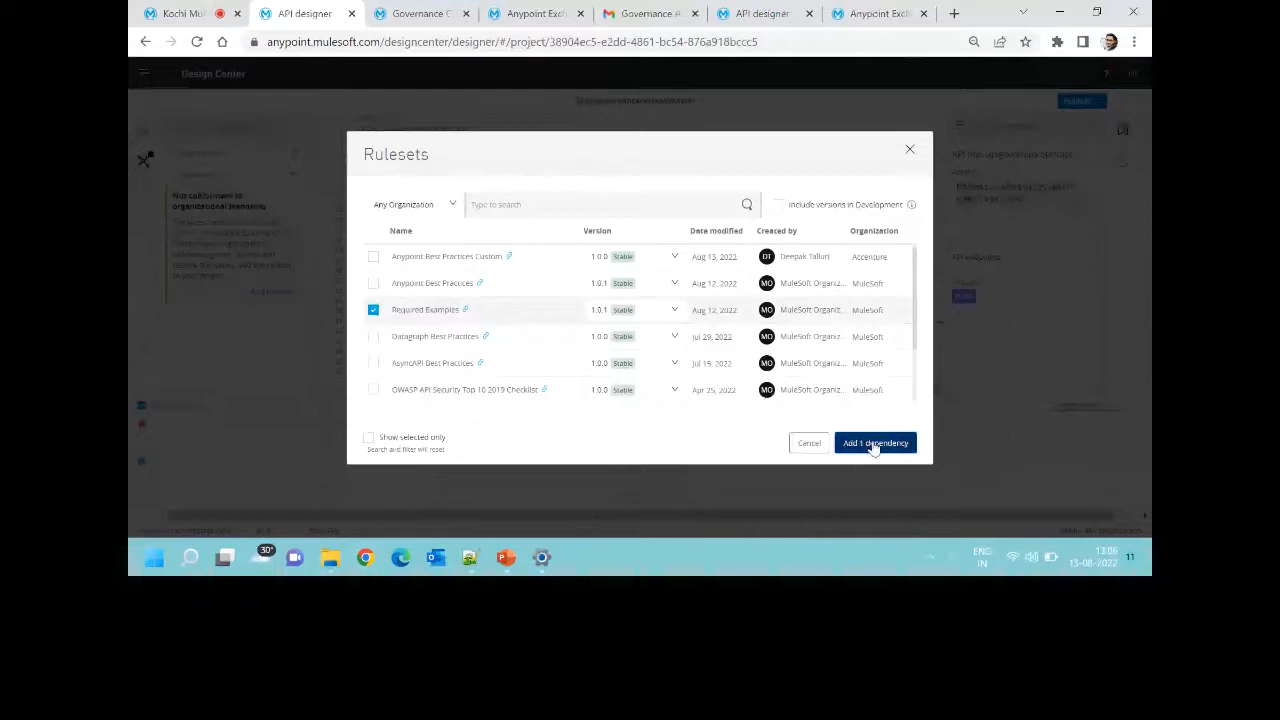 Kochi Mul
API designer
Governance C
Anypoint Exch
Governance A
API designer
Anypoint Exch
anypoint.mulesoft.com/designcenter/designer/#/project/38904ec5-e2dd-4861-bc54-876a918bccc5
Design Center
Publish
Rulesets
Any Organization
Type to search
Include versions in Development
Name Version Date modified Created by Organization
Anypoint Best Practices Custom 1.0.0 Stable Aug 13, 2022 DT Deepak Talluri Accenture
Anypoint Best Practices 1.0.1 Stable Aug 12, 2022 MO MuleSoft Organiz... MuleSoft
Required Examples 1.0.1 Stable Aug 12, 2022 MO MuleSoft Organiz... MuleSoft
Datagraph Best Practices 1.0.0 Stable Jul 29, 2022 MO MuleSoft Organiz... MuleSoft
AsyncAPI Best Practices 1.0.0 Stable Jul 15, 2022 MO MuleSoft Organiz... MuleSoft
OWASP API Security Top 10 2019 Checklist 1.0.0 Stable Apr 25, 2022 MO MuleSoft Organiz... MuleSoft
Show selected only
Search and filter will reset
Cancel
Add 1 dependency
30°
ENG
IN
13:06
13-08-2022
11